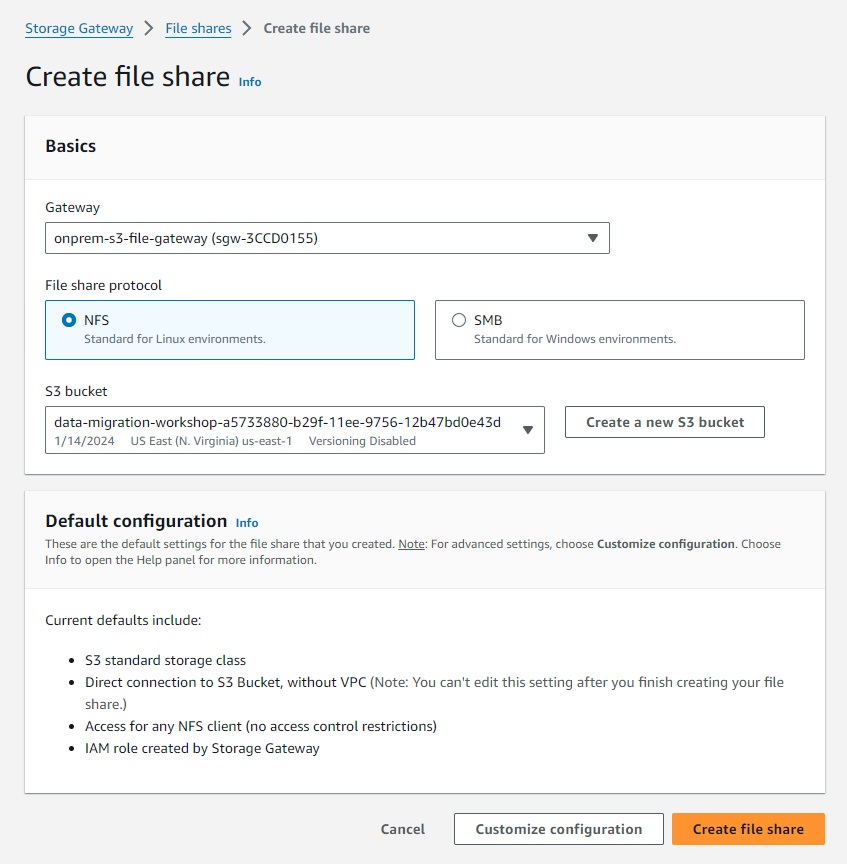 Storage Gateway > File shares > Create file share
Create file share Info
Basics
Gateway
onprem-s3-file-gateway (sgw-3CCD0155)
File share protocol
NFS
Standard for Linux environments.
SMB
Standard for Windows environments.
S3 bucket
data-migration-workshop-a5733880-b29f-11ee-9756-12b47bd0e43d
1/14/2024 US East (N. Virginia) us-east-1 Versioning Disabled
Create a new S3 bucket
Default configuration Info
These are the default settings for the file share that you created. Note: For advanced settings, choose Customize configuration. Choose
Info to open the Help panel for more information.
Current defaults include:
• S3 standard storage class
• Direct connection to S3 Bucket, without VPC (Note: You can't edit this setting after you finish creating your file
share.)
• Access for any NFS client (no access control restrictions)
• IAM role created by Storage Gateway
Cancel Customize configuration Create file share